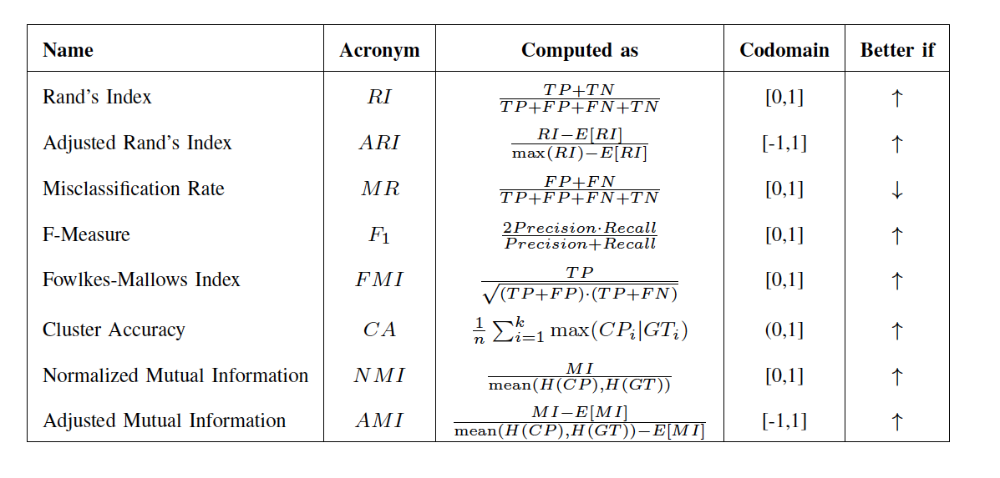 Name Acronym Computed as Codomain Better if
Rand's Index RI \frac{TP+TN}{TP+FP+FN+TN} [0,1] ↑
Adjusted Rand's Index ARI \frac{RI-E[RI]}{\max(RI)-E[RI]} [-1,1] ↑
Misclassification Rate MR \frac{FP+FN}{TP+FP+FN+TN} [0,1] ↓
F-Measure F_1 \frac{2Precision·Recall}{Precision+Recall} [0,1] ↑
Fowlkes-Mallows Index FMI \frac{TP}{\sqrt{(TP+FP)·(TP+FN)}} [0,1] ↑
Cluster Accuracy CA \frac{1}{n} \sum_{i=1}^{k} \max(CP_i|GT_i) (0,1] ↑
Normalized Mutual Information NMI \frac{MI}{mean(H(CP),H(GT))} [0,1] ↑
Adjusted Mutual Information AMI \frac{MI-E[MI]}{mean(H(CP),H(GT))-E[MI]} [-1,1] ↑